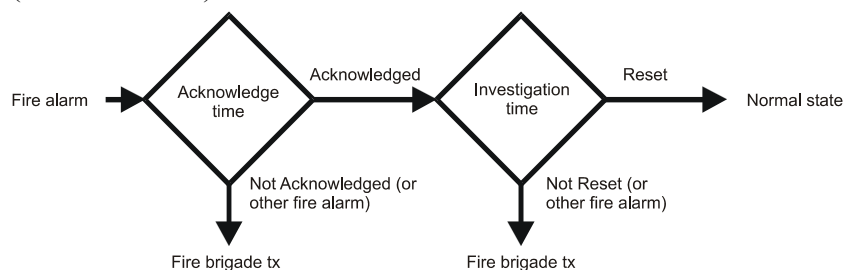 Fire alarm
Acknowledge
time
Acknowledged
Investigation
time
Reset
Normal state
Not Acknowledged (or
other fire alarm)
Not Reset (or
other fire alarm)
Fire brigade tx
Fire brigade tx